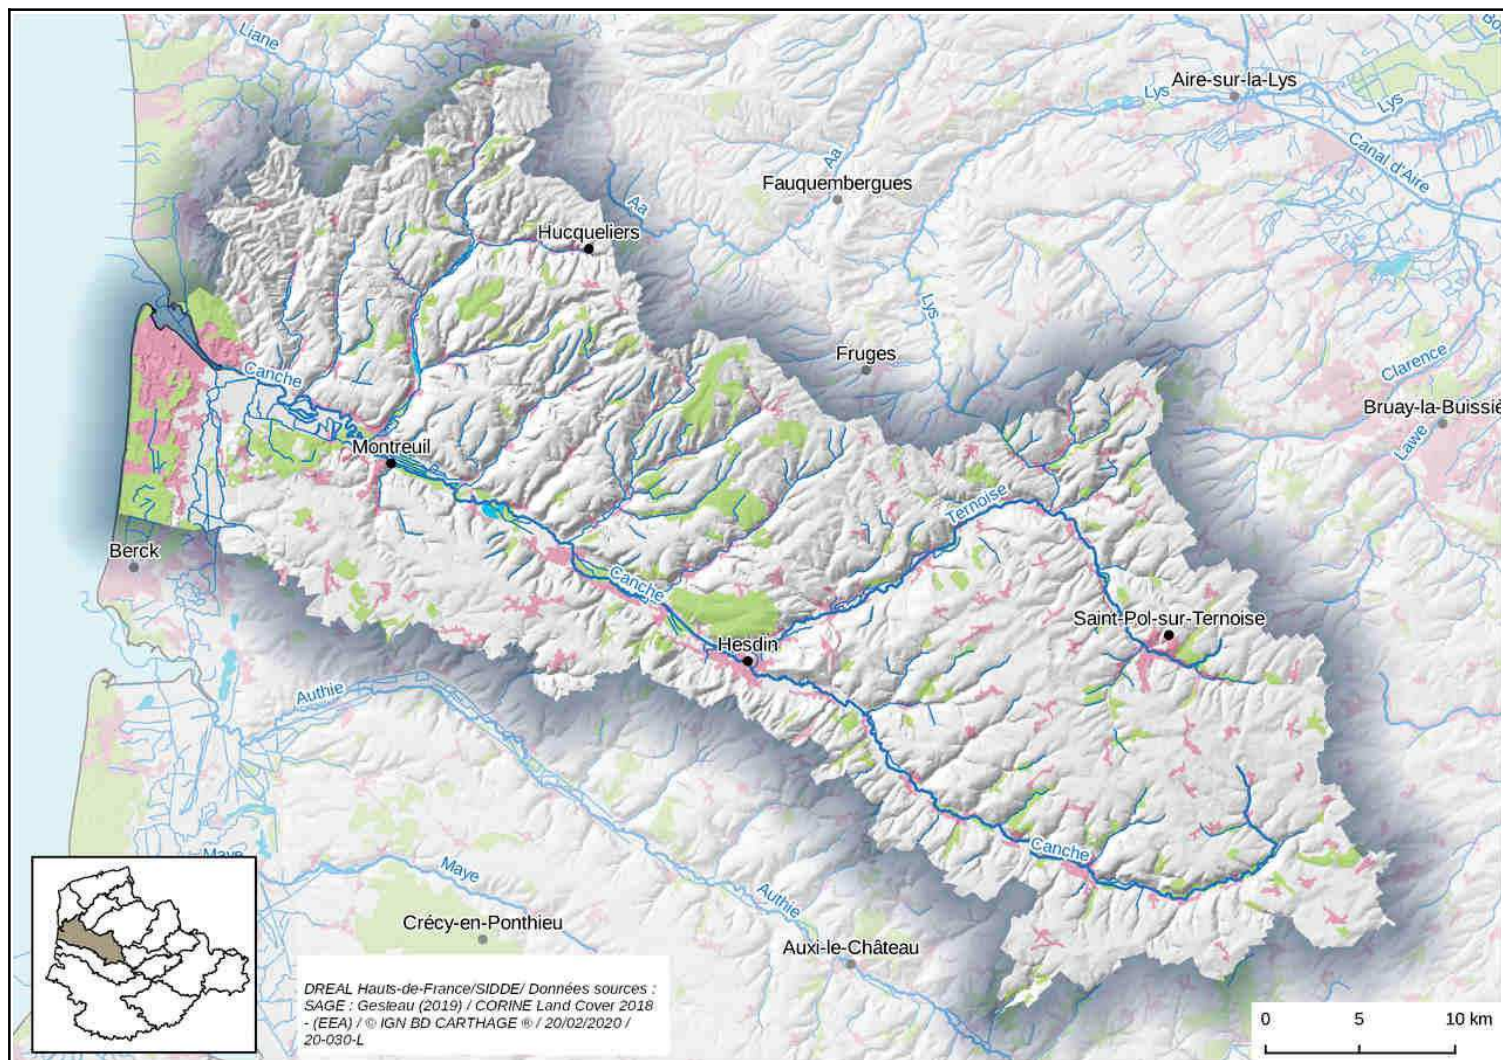 Liane
Bo
Aire-sur-la-Lys
Lys
Lys
Canal d'Aire
Aa
Fauquembergues
Aa
Hucqueliers
Lys
Fruges
Clarence
Canche
Bruay-la-Buissiè
Lawe
Montreuil
Ternoise
Berck
Canche
Saint-Pol-sur-Ternoise
Hesdin
Authie
Canche
Maye
Maye
Authie
Crécy-en-Ponthieu
Auxi-le-Château
DREAL Hauts-de-France/SIDDE/ Données sources :
SAGE : Gesteau (2019) / CORINE Land Cover 2018
- (EEA) / © IGN BD CARTHAGE ® / 20/02/2020 /
20-030-L
0 5 10 km